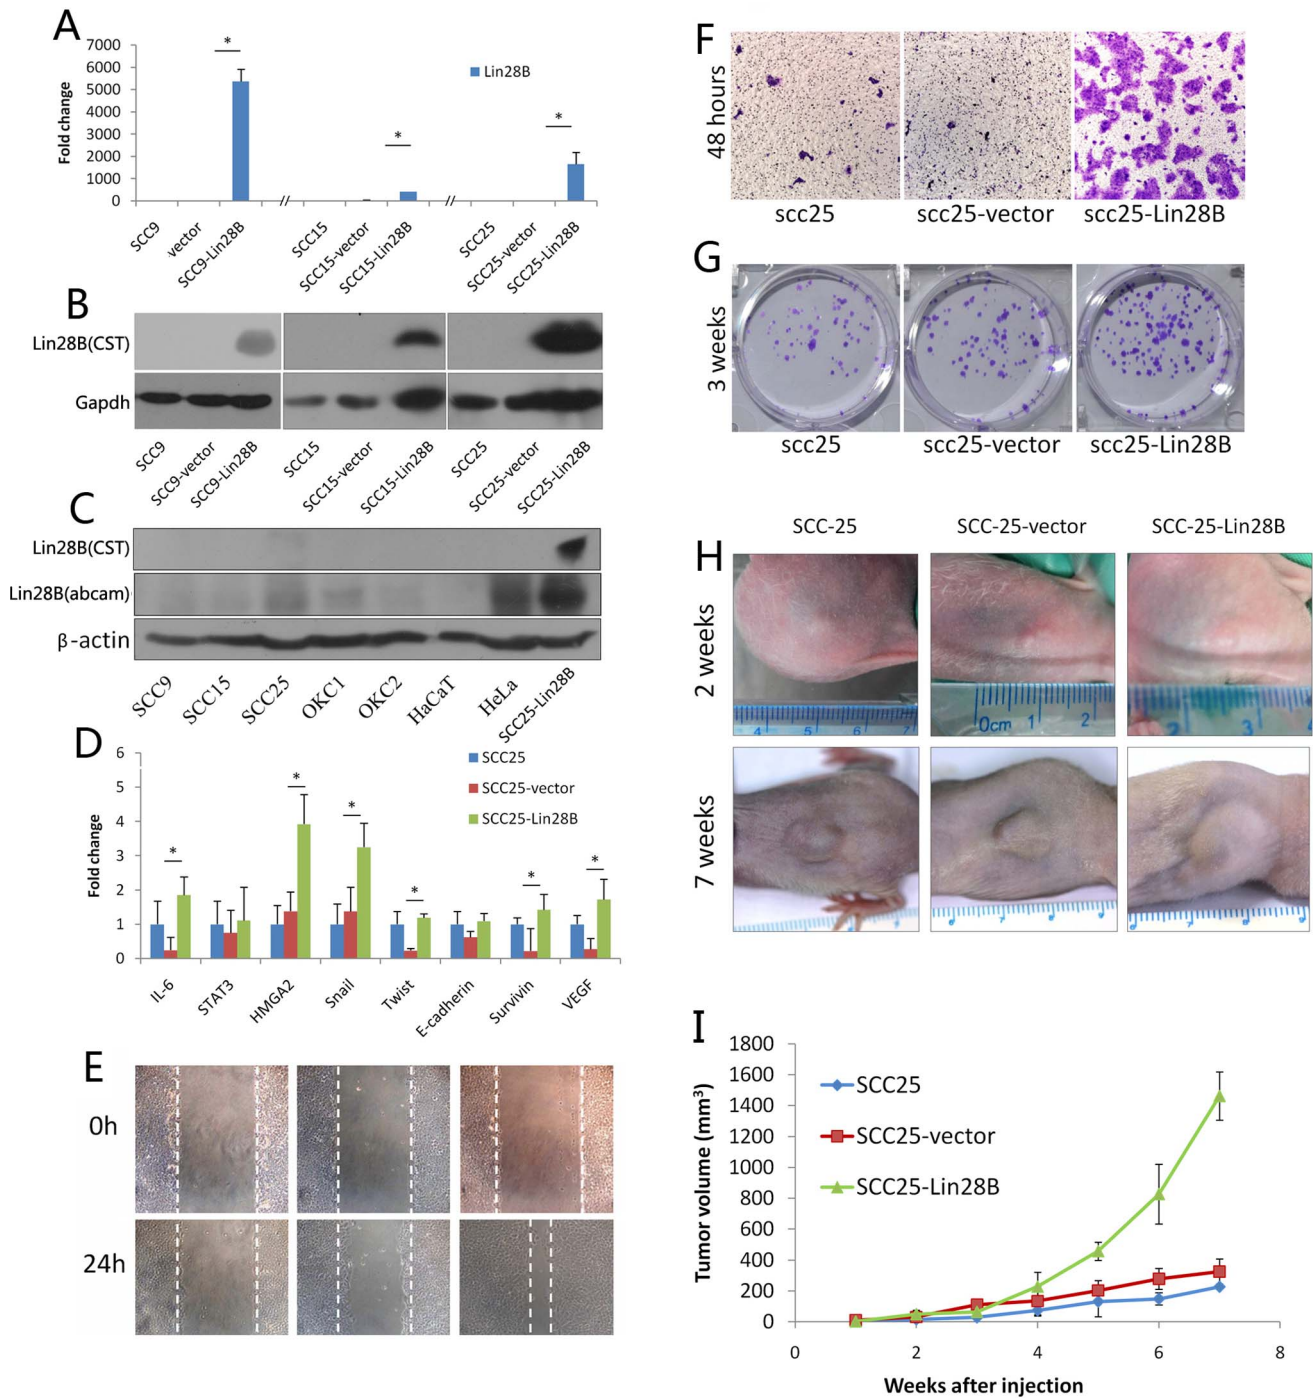 A
7000
6000
5000
4000
3000
2000
1000
0
Fold change
*
*
*
Lin28B
SCC9
-vector
SCC9-Lin28B
//
SCC15
SCC15-vector
SCC15-Lin28B
//
SCC25
SCC25-vector
SCC25-Lin28B
B
Lin28B(CST)
Gapdh
SCC9
SCC9-vector
SCC9-Lin28B
SCC15
SCC15-vector
SCC15-Lin28B
SCC25
SCC25-vector
SCC25-Lin28B
C
Lin28B(CST)
Lin28B(abcam)
β-actin
SCC9
SCC15
SCC25
OKC1
OKC2
HaCaT
HeLa
SCC25-Lin28B
D
6
5
4
3
2
1
0
Fold change
SCC25
SCC25-vector
SCC25-Lin28B
*
*
*
*
*
*
IL-6
STAT3
HMGA2
Snail
Twist
E-cadherin
Survivin
VEGF
E
0h
24h
F
48 hours
scc25
scc25-vector
scc25-Lin28B
G
3 weeks
scc25
scc25-vector
scc25-Lin28B
H
SCC-25
SCC-25-vector
SCC-25-Lin28B
2 weeks
4 5 6 7
0cm 1 2
2 3
7 weeks
I
1800
1600
1400
1200
1000
800
600
400
200
0
Tumor volume (mm³)
SCC25
SCC25-vector
SCC25-Lin28B
0 2 4 6 8
Weeks after injection